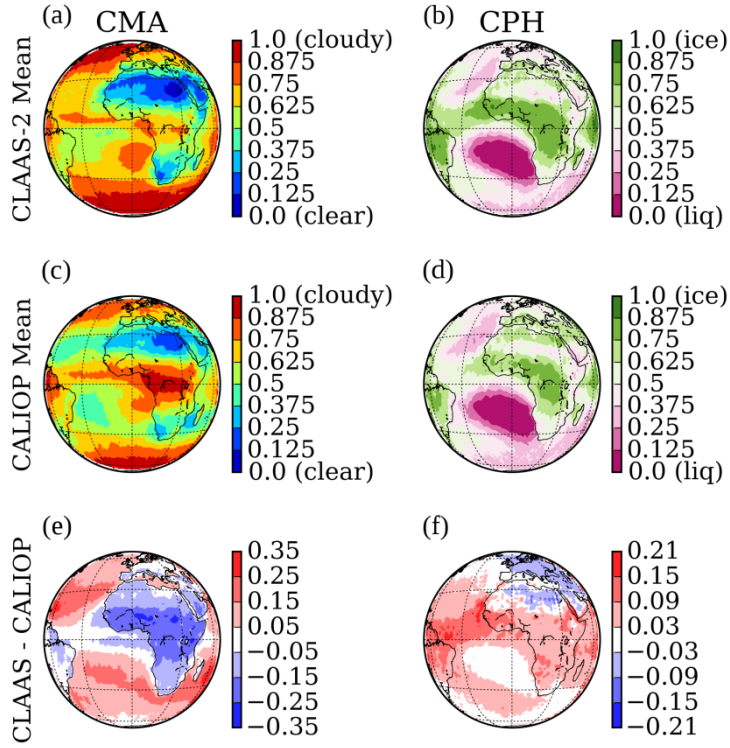 CMA
CPH
(a)
(b)
CLAAS-2 Mean
1.0 (cloudy)
0.875
0.75
0.625
0.5
0.375
0.25
0.125
0.0 (clear)
1.0 (ice)
0.875
0.75
0.625
0.5
0.375
0.25
0.125
0.0 (liq)
(c)
(d)
CALIOP Mean
1.0 (cloudy)
0.875
0.75
0.625
0.5
0.375
0.25
0.125
0.0 (clear)
1.0 (ice)
0.875
0.75
0.625
0.5
0.375
0.25
0.125
0.0 (liq)
(e)
(f)
CLAAS - CALIOP
0.35
0.25
0.15
0.05
−0.05
−0.15
−0.25
−0.35
0.21
0.15
0.09
0.03
−0.03
−0.09
−0.15
−0.21